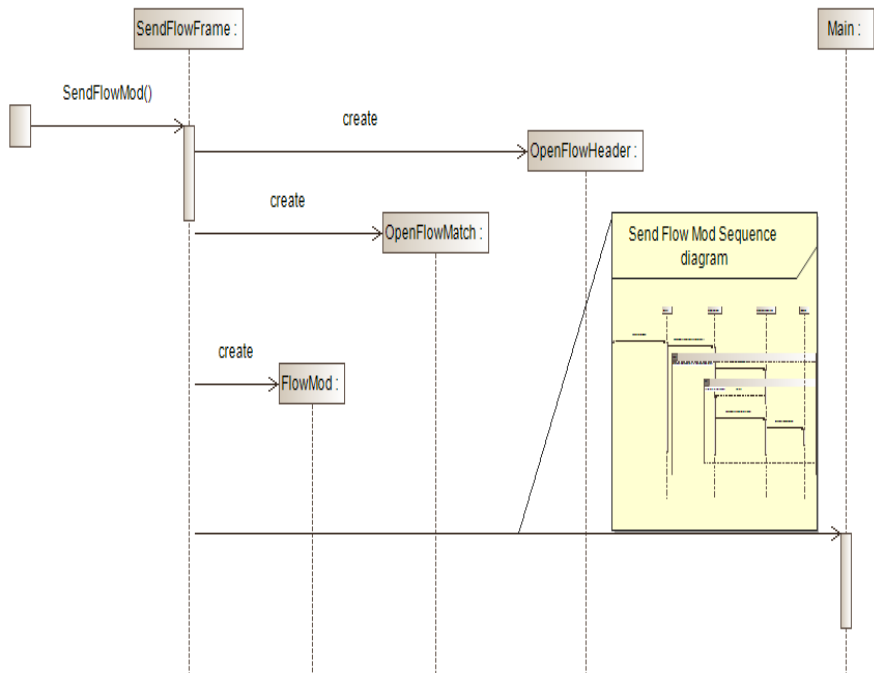 SendFlowFrame :
Main :
SendFlowMod()
create
OpenFlowHeader :
create
OpenFlowMatch :
Send Flow Mod Sequence
diagram
create
FlowMod :